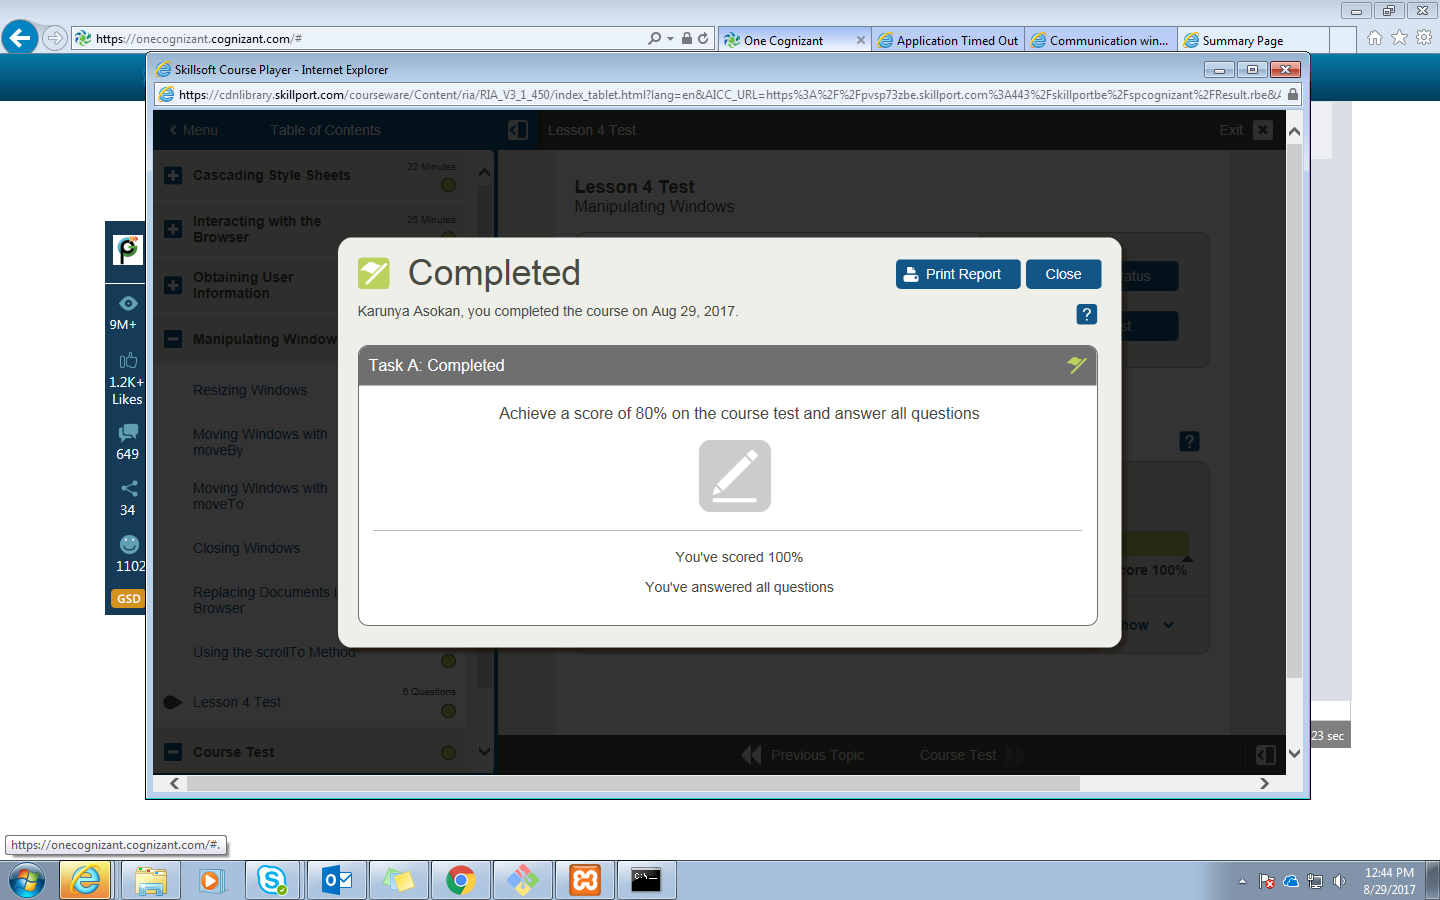 https://onecognizant.cognizant.com/#
One Cognizant
Application Timed Out
Communication win...
Summary Page
Skillsoft Course Player - Internet Explorer
https://cdnlibrary.skillport.com/courseware/Content/ria/RIA_V3_1_450/index_tablet.html?lang=en&AICC_URL=https%3A%2F%2Fpvsp73zbe.skillport.com%3A443%2Fskillportbe%2Fspcognizant%2FResult.rbe&A
Menu
Table of Contents
Lesson 4 Test
Exit
Cascading Style Sheets
32 Minutes
Interacting with the
Browser
25 Minutes
Obtaining User
Information
Manipulating Window
Resizing Windows
Moving Windows with
moveBy
Moving Windows with
moveTo
Closing Windows
Replacing Documents i
Browser
Using the scrollTo Method
Lesson 4 Test
6 Questions
Course Test
Lesson 4 Test
Manipulating Windows
atus
st
?
core 100%
how
Completed
Print Report
Close
Karunya Asokan, you completed the course on Aug 29, 2017.
?
Task A: Completed
Achieve a score of 80% on the course test and answer all questions
You've scored 100%
You've answered all questions
Previous Topic
Course Test
9M+
1.2K+
Likes
649
34
1102
GSD
23 sec
https://onecognizant.cognizant.com/#.
C:\_
12:44 PM
8/29/2017